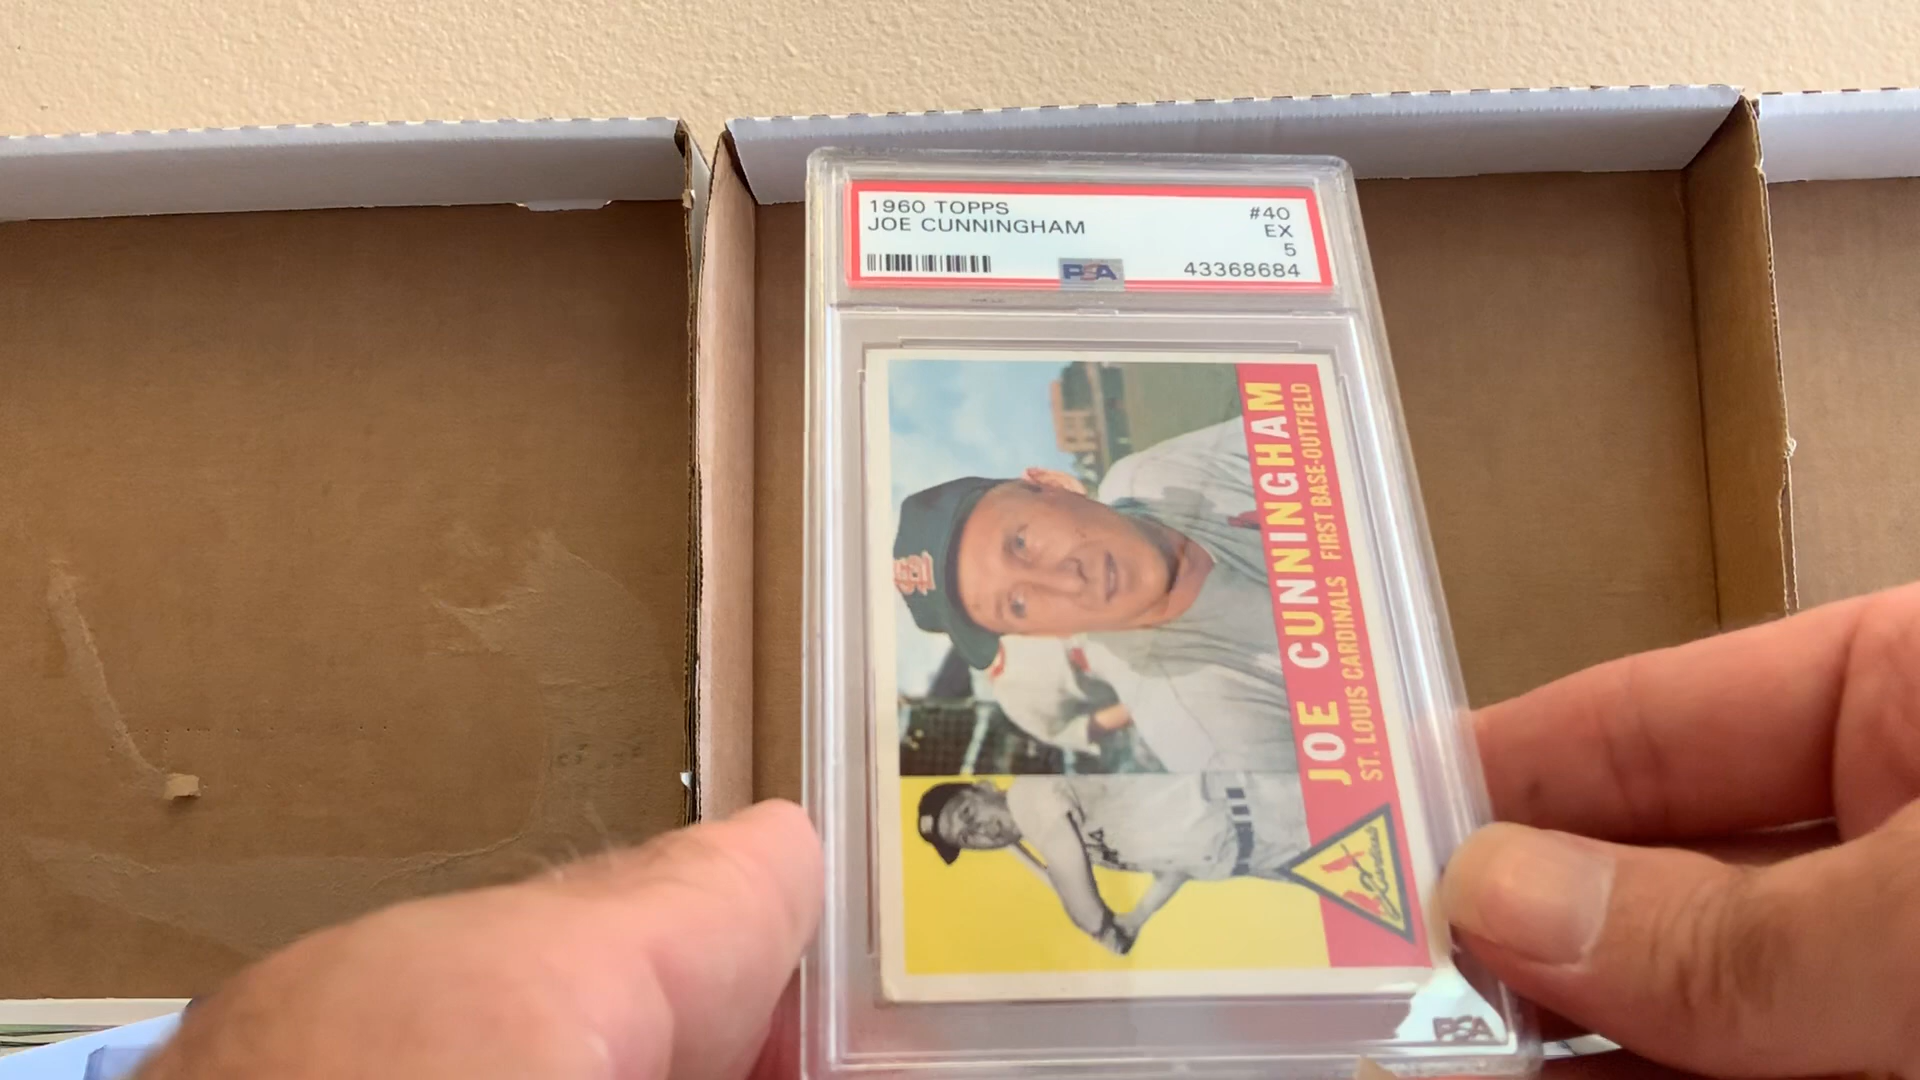 1960 TOPPS
JOE CUNNINGHAM
#40
EX
5
PSA
43368684
JOE CUNNINGHAM
ST. LOUIS CARDINALS FIRST BASE-OUTFIELD
Cardinals
PSA